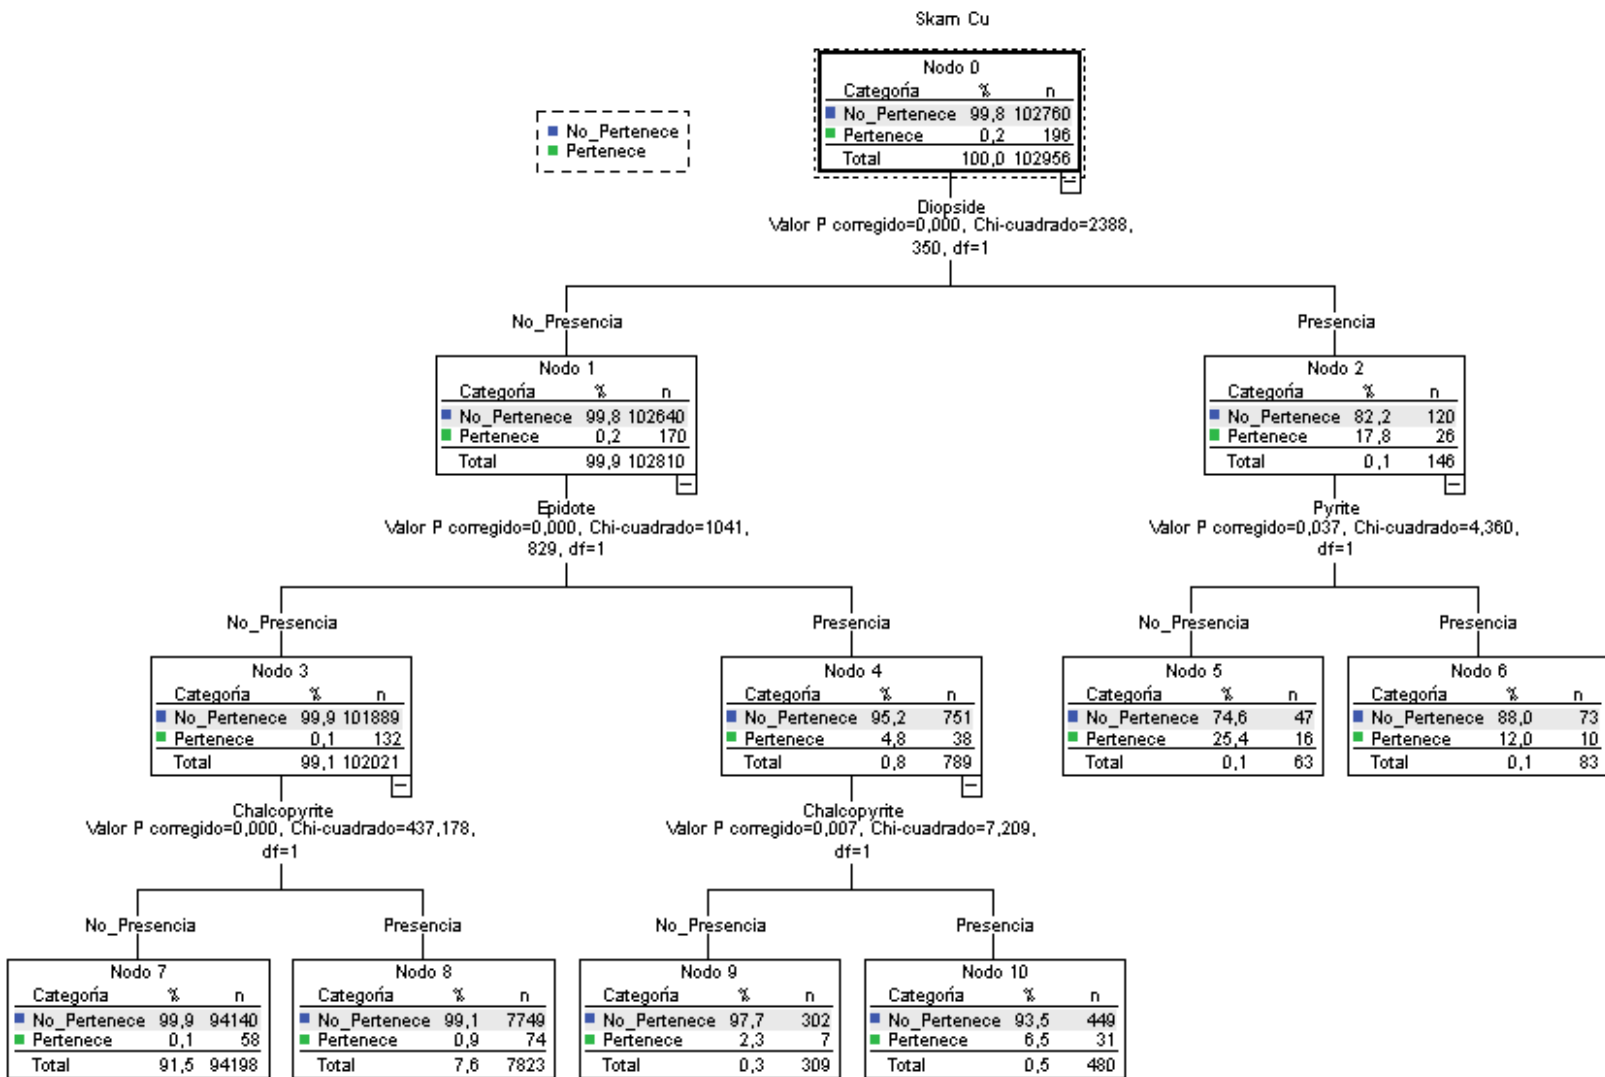 Skarn Cu
No_Pertenece
Pertenece
Nodo 0
Categoría % n
No_Pertenece 99,8 102760
Pertenece 0,2 196
Total 100,0 102956
Diopside
Valor P corregido=0,000, Chi-cuadrado=2388,
350, df=1
No_Presencia
Presencia
Nodo 1
Categoría % n
No_Pertenece 99,8 102640
Pertenece 0,2 170
Total 99,9 102810
Nodo 2
Categoría % n
No_Pertenece 82,2 120
Pertenece 17,8 26
Total 0,1 146
Epidote
Valor P corregido=0,000, Chi-cuadrado=1041,
829, df=1
Pyrite
Valor P corregido=0,037, Chi-cuadrado=4,360,
df=1
No_Presencia
Presencia
No_Presencia
Presencia
Nodo 3
Categoría % n
No_Pertenece 99,9 101889
Pertenece 0,1 132
Total 99,1 102021
Nodo 4
Categoría % n
No_Pertenece 95,2 751
Pertenece 4,8 38
Total 0,8 789
Nodo 5
Categoría % n
No_Pertenece 74,6 47
Pertenece 25,4 16
Total 0,1 63
Nodo 6
Categoría % n
No_Pertenece 88,0 73
Pertenece 12,0 10
Total 0,1 83
Chalcopyrite
Valor P corregido=0,000, Chi-cuadrado=437,178,
df=1
Chalcopyrite
Valor P corregido=0,007, Chi-cuadrado=7,209,
df=1
No_Presencia
Presencia
No_Presencia
Presencia
Nodo 7
Categoría % n
No_Pertenece 99,9 94140
Pertenece 0,1 58
Total 91,5 94198
Nodo 8
Categoría % n
No_Pertenece 99,1 7749
Pertenece 0,9 74
Total 7,6 7823
Nodo 9
Categoría % n
No_Pertenece 97,7 302
Pertenece 2,3 7
Total 0,3 309
Nodo 10
Categoría % n
No_Pertenece 93,5 449
Pertenece 6,5 31
Total 0,5 480